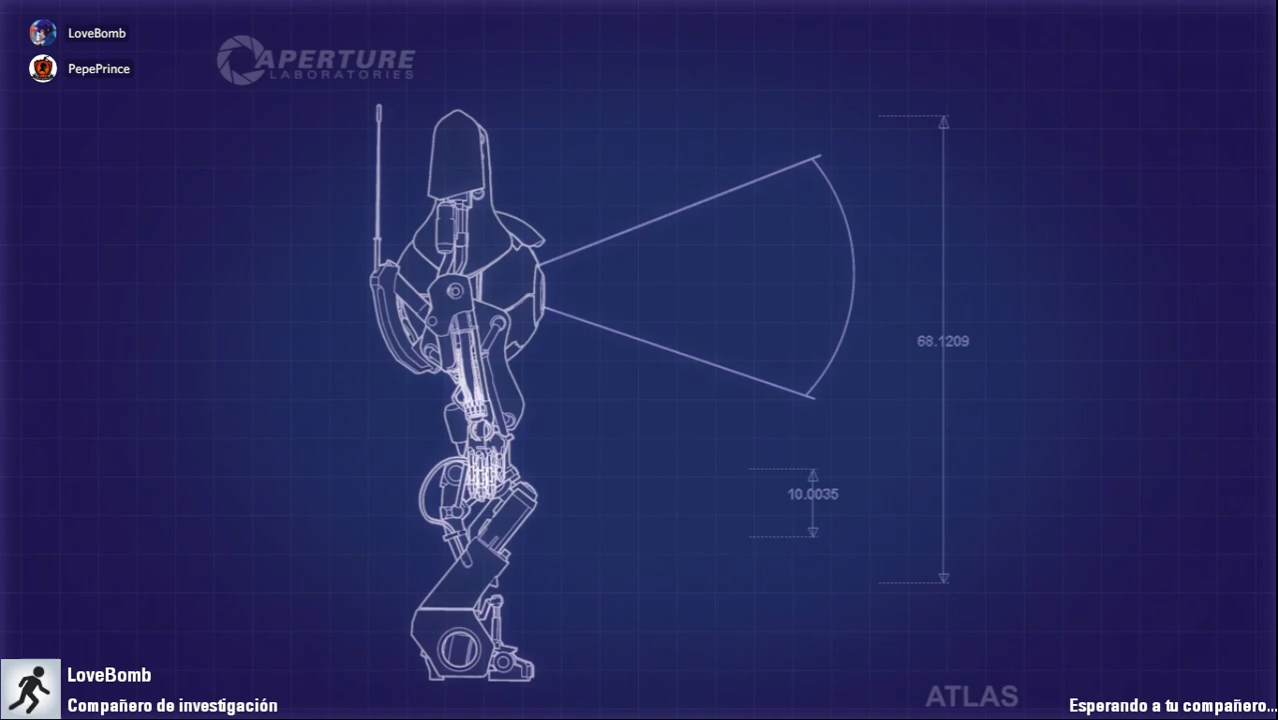 LoveBomb
PepePrince
APERTURE
LABORATORIES
68.1209
10.0035
ATLAS
LoveBomb
Compañero de investigación
Esperando a tu compañero...